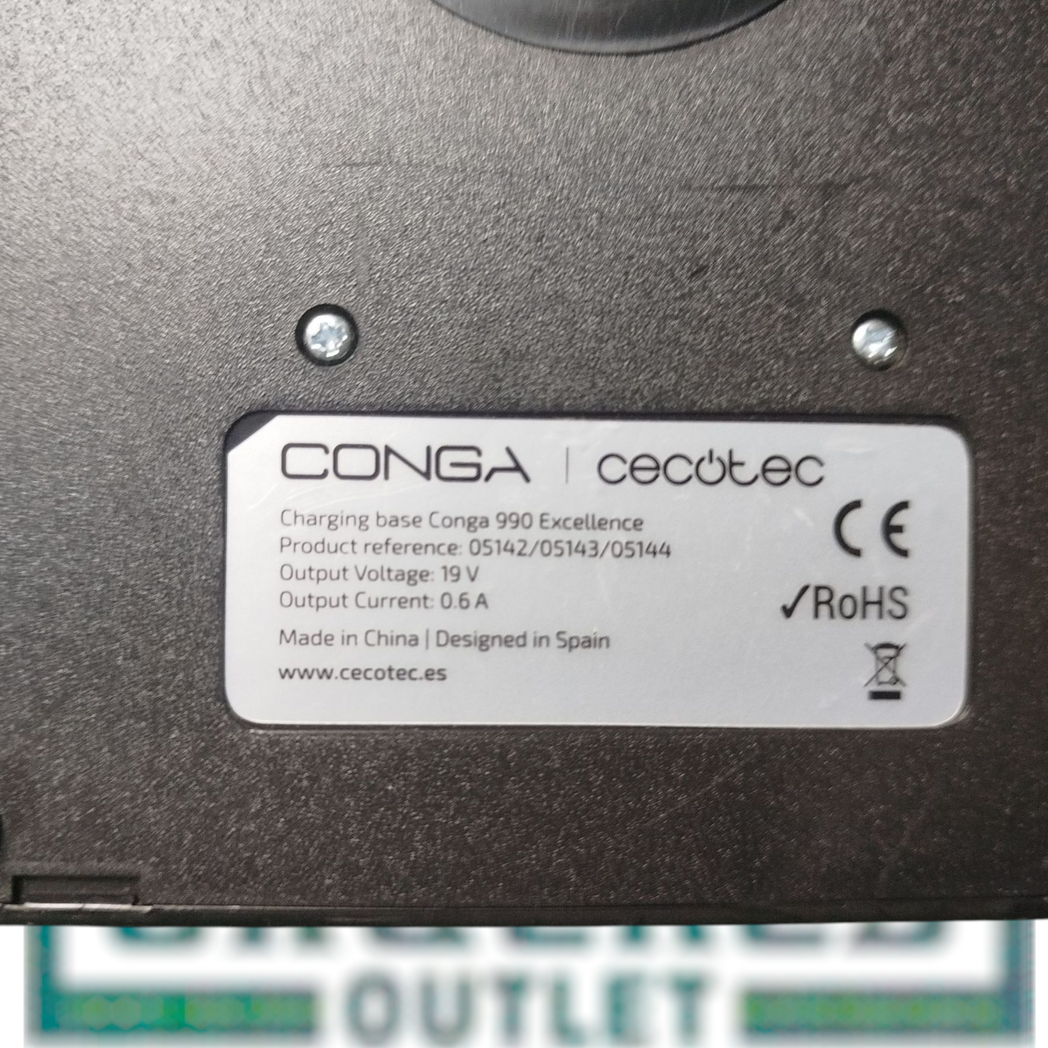 CONGA | cecotec
Charging base Conga 990 Excellence
Product reference: 05142/05143/05144
Output Voltage: 19 V
Output Current: 0.6 A
Made in China | Designed in Spain
www.cecotec.es
CE
✓RoHS
OUTLET